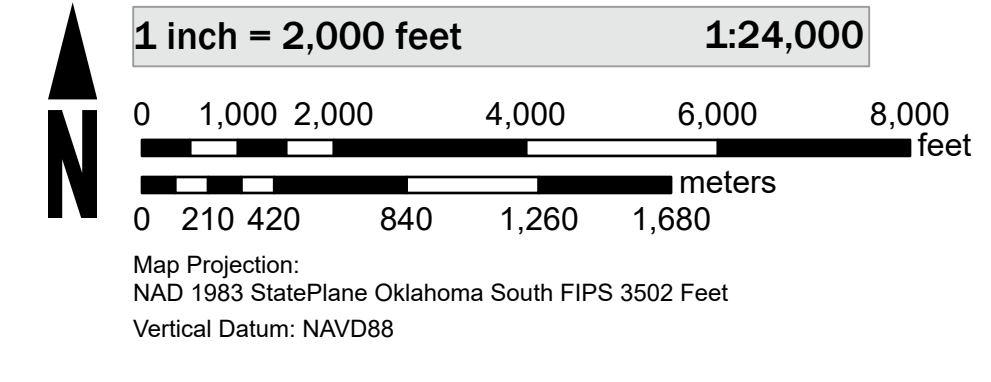 1 inch = 2,000 feet 1:24,000
0 1,000 2,000 4,000 6,000 8,000
feet
meters
0 210 420 840 1,260 1,680
N
Map Projection:
NAD 1983 StatePlane Oklahoma South FIPS 3502 Feet
Vertical Datum: NAVD88